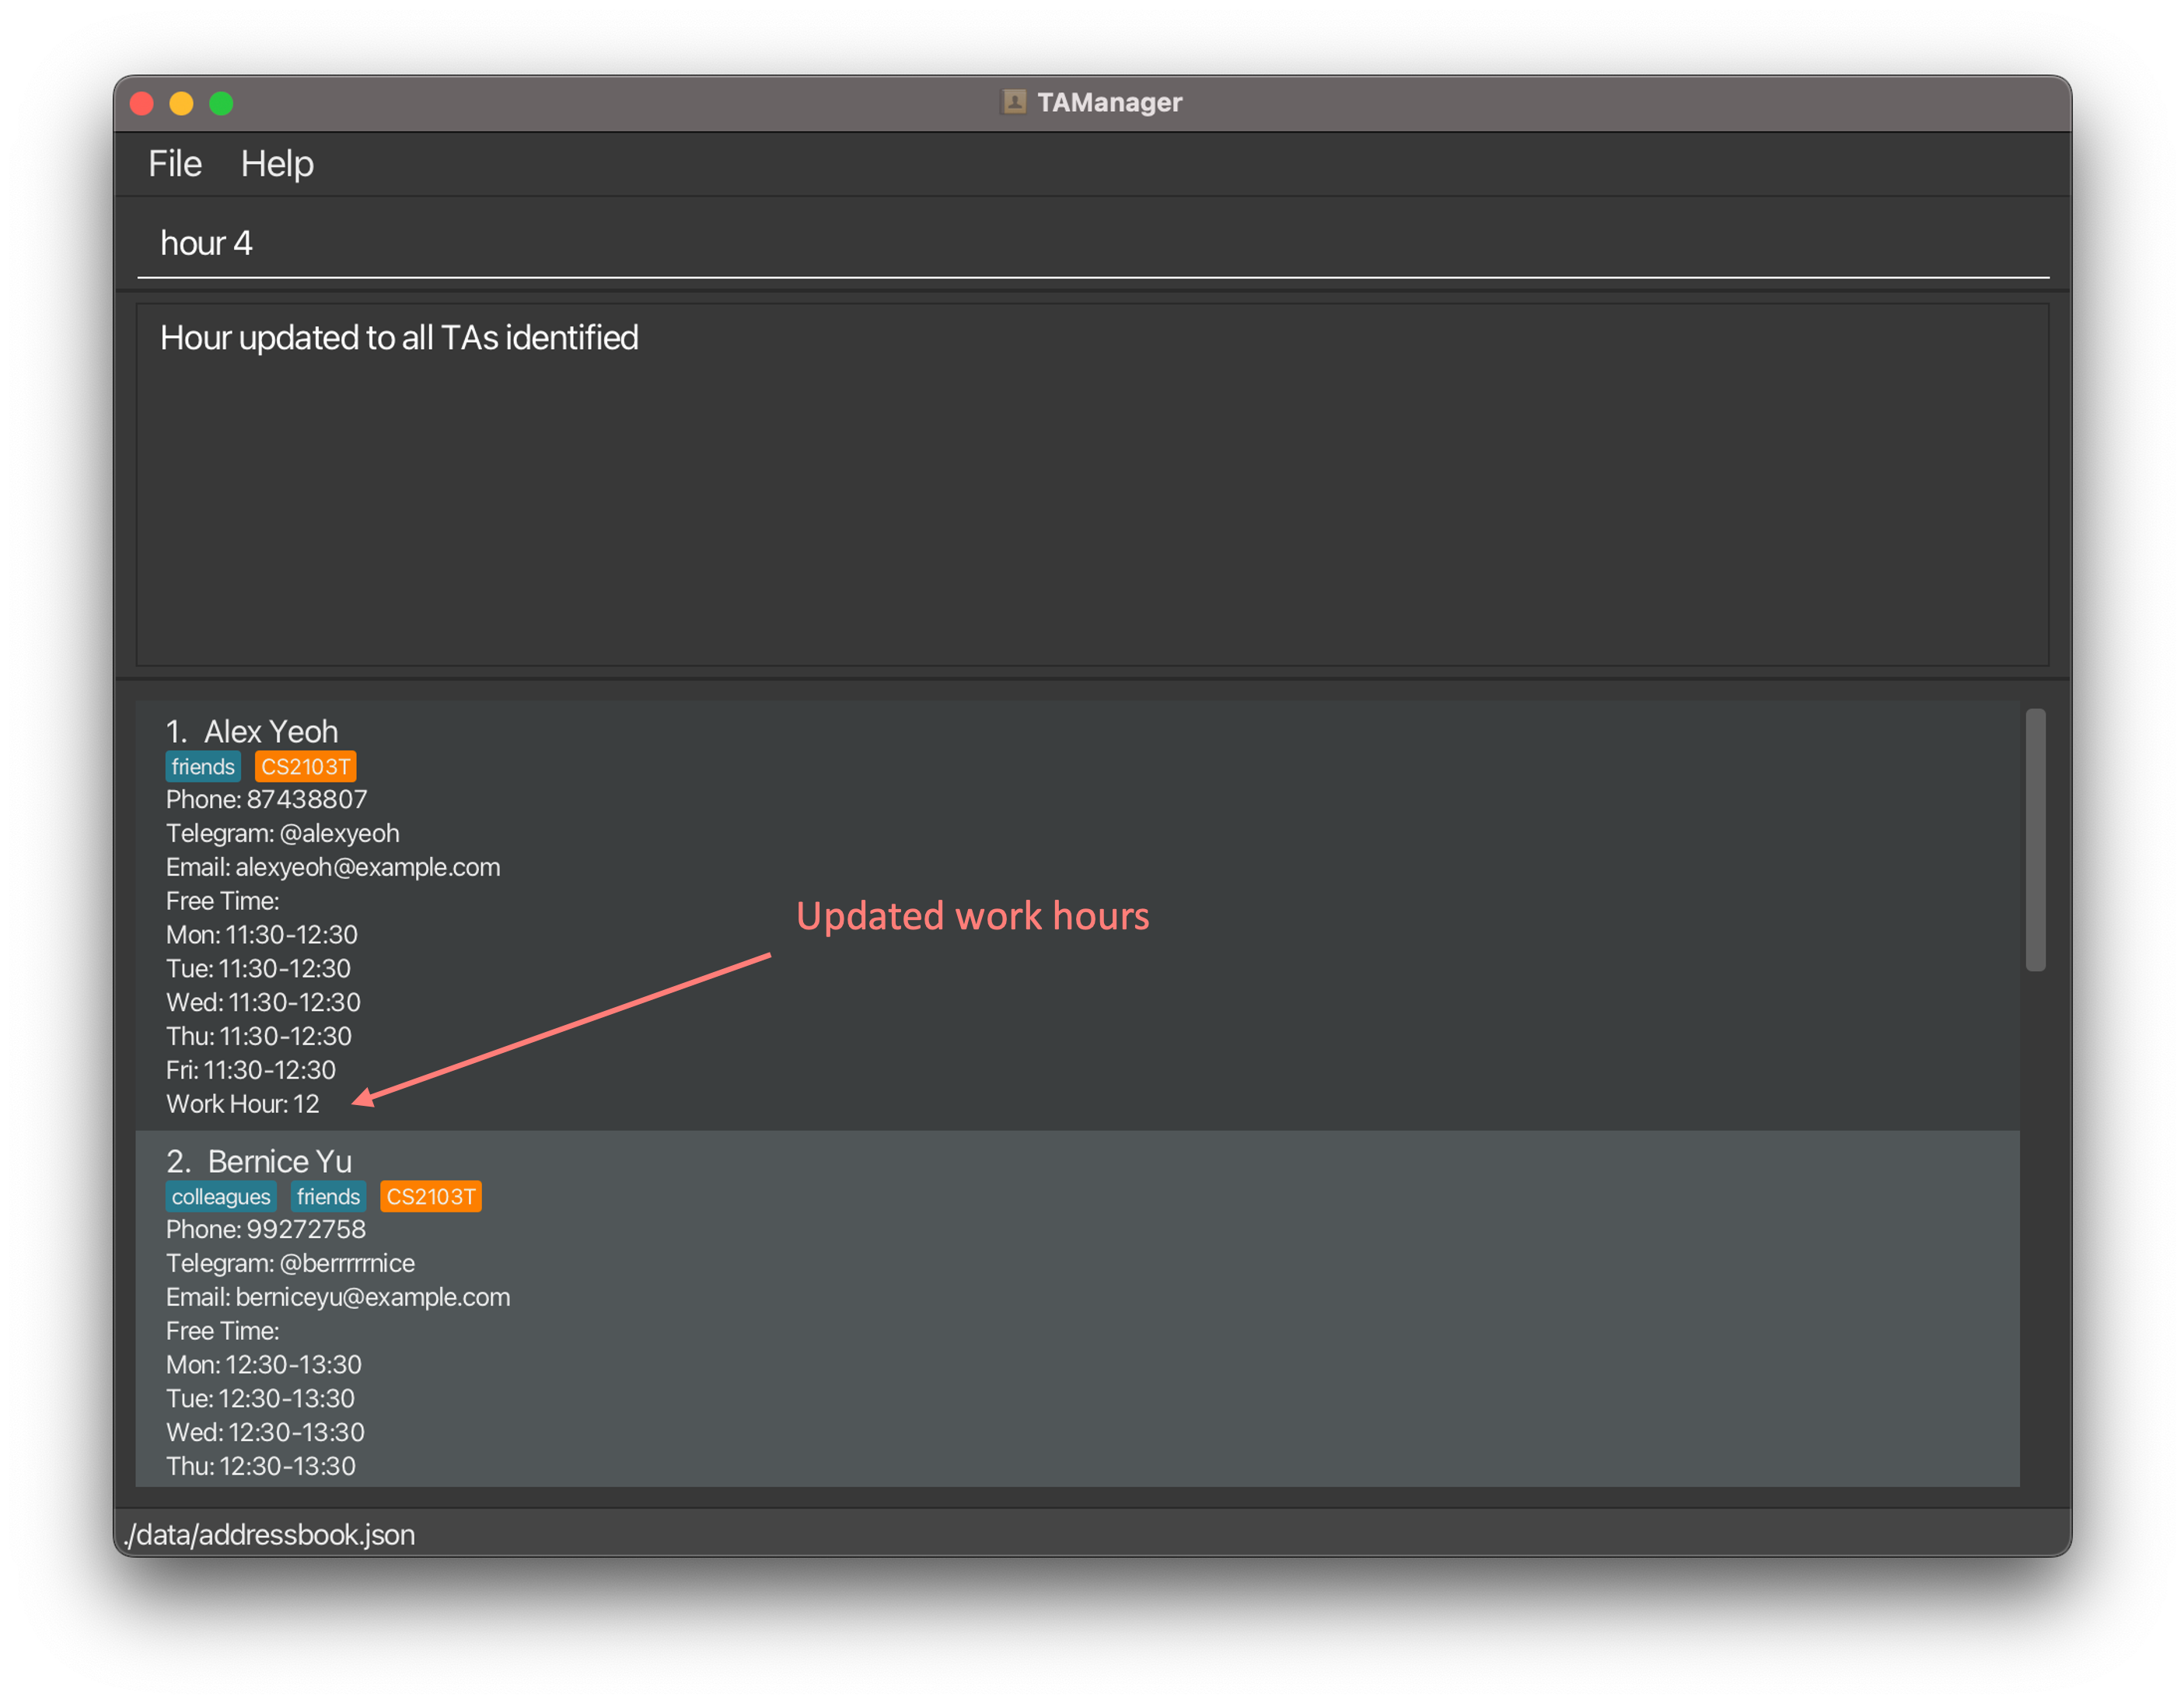 TAManager
File Help
hour 4
Hour updated to all TAs identified
1. Alex Yeoh
friends CS2103T
Phone: 87438807
Telegram: @alexyeoh
Email: alexyeoh@example.com
Free Time:
Mon: 11:30-12:30
Tue: 11:30-12:30
Wed: 11:30-12:30
Thu: 11:30-12:30
Fri: 11:30-12:30
Work Hour: 12
Updated work hours
2. Bernice Yu
colleagues friends CS2103T
Phone: 99272758
Telegram: @berrrrrnice
Email: berniceyu@example.com
Free Time:
Mon: 12:30-13:30
Tue: 12:30-13:30
Wed: 12:30-13:30
Thu: 12:30-13:30
./data/addressbook.json